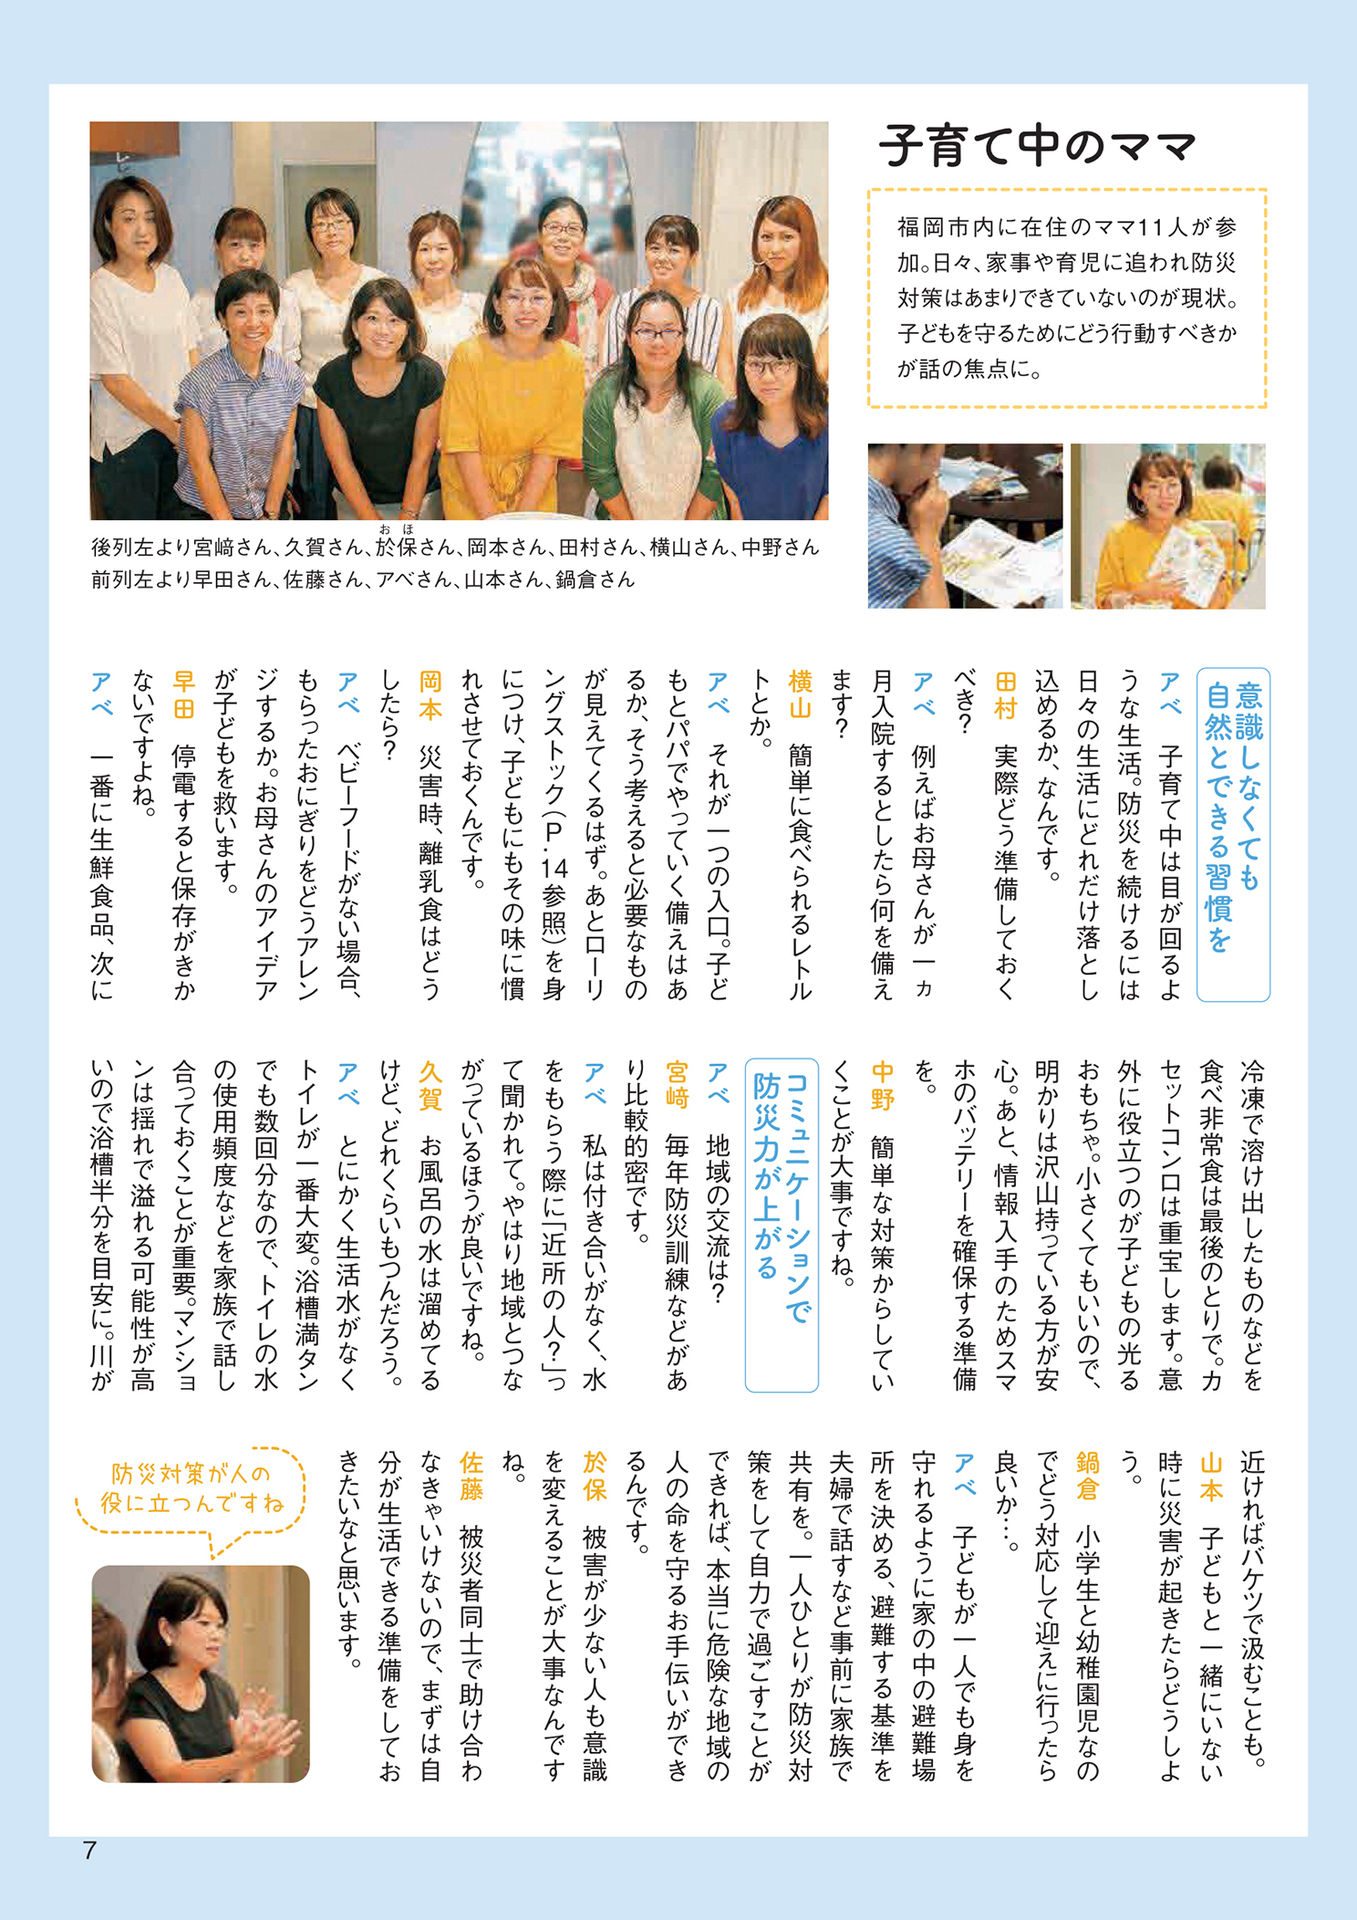 子育て中のママ
福岡市内に在住のママ11人が参
加。日々、家事や育児に追われ防災
対策はあまりできていないのが現状。
子どもを守るためにどう行動すべきか
が話の焦点に。
おほ
後列左より宮﨑さん、久賀さん、於保さん、岡本さん、田村さん、横山さん、中野さん
前列左より早田さん、佐藤さん、アベさん、山本さん、鍋倉さん
意識しなくても
自然とできる習慣を
アベ　子育て中は目が回るよ
うな生活。防災を続けるには
日々の生活にどれだけ落とし
込めるか、なんです。
田村　実際どう準備しておく
べき？
アベ　例えばお母さんが一ヵ
月入院するとしたら何を備え
ます？
横山　簡単に食べられるレトル
トとか。
アベ　それが一つの入口。子ど
もとパパでやっていく備えはあ
るか、そう考えると必要なもの
が見えてくるはず。あとローリ
ングストック（P.14参照）を身
につけ、子どもにもその味に慣
れさせておくんです。
岡本　災害時、離乳食はどう
したら？
アベ　ベビーフードがない場合、
もらったおにぎりをどうアレン
ジするか。お母さんのアイデア
が子どもを救います。
早田　停電すると保存がきか
ないですよね。
アベ　一番に生鮮食品、次に
冷凍で溶け出したものなどを
食べ非常食は最後のとりで。カ
セットコンロは重宝します。意
外に役立つのが子どもの光る
おもちゃ。小さくてもいいので、
明かりは沢山持っている方が安
心。あと、情報入手のためスマ
ホのバッテリーを確保する準備
を。
中野　簡単な対策からしてい
くことが大事ですね。
コミュニケーションで
防災力が上がる
アベ　地域の交流は？
宮﨑　毎年防災訓練などがあ
り比較的密です。
アベ　私は付き合いがなく、水
をもらう際に「近所の人？」っ
て聞かれて。やはり地域とつな
がっているほうが良いですね。
久賀　お風呂の水は溜めてる
けど、どれくらいもつんだろう。
アベ　とにかく生活水がなく
トイレが一番大変。浴槽満タン
でも数回分なので、トイレの水
の使用頻度などを家族で話し
合っておくことが重要。マンショ
ンは揺れで溢れる可能性が高
いので浴槽半分を目安に。川が
近ければバケツで汲むことも。
山本　子どもと一緒にいない
時に災害が起きたらどうしよ
う。
鍋倉　小学生と幼稚園児なの
でどう対応して迎えに行ったら
良いか…。
アベ　子どもが一人でも身を
守れるように家の中の避難場
所を決める、避難する基準を
夫婦で話すなど事前に家族で
共有を。一人ひとりが防災対
策をして自力で過ごすことが
できれば、本当に危険な地域の
人の命を守るお手伝いができ
るんです。
於保　被害が少ない人も意識
を変えることが大事なんです
ね。
佐藤　被災者同士で助け合わ
なきゃいけないので、まずは自
分が生活できる準備をしてお
きたいなと思います。
防災対策が人の
役に立つんですね
7